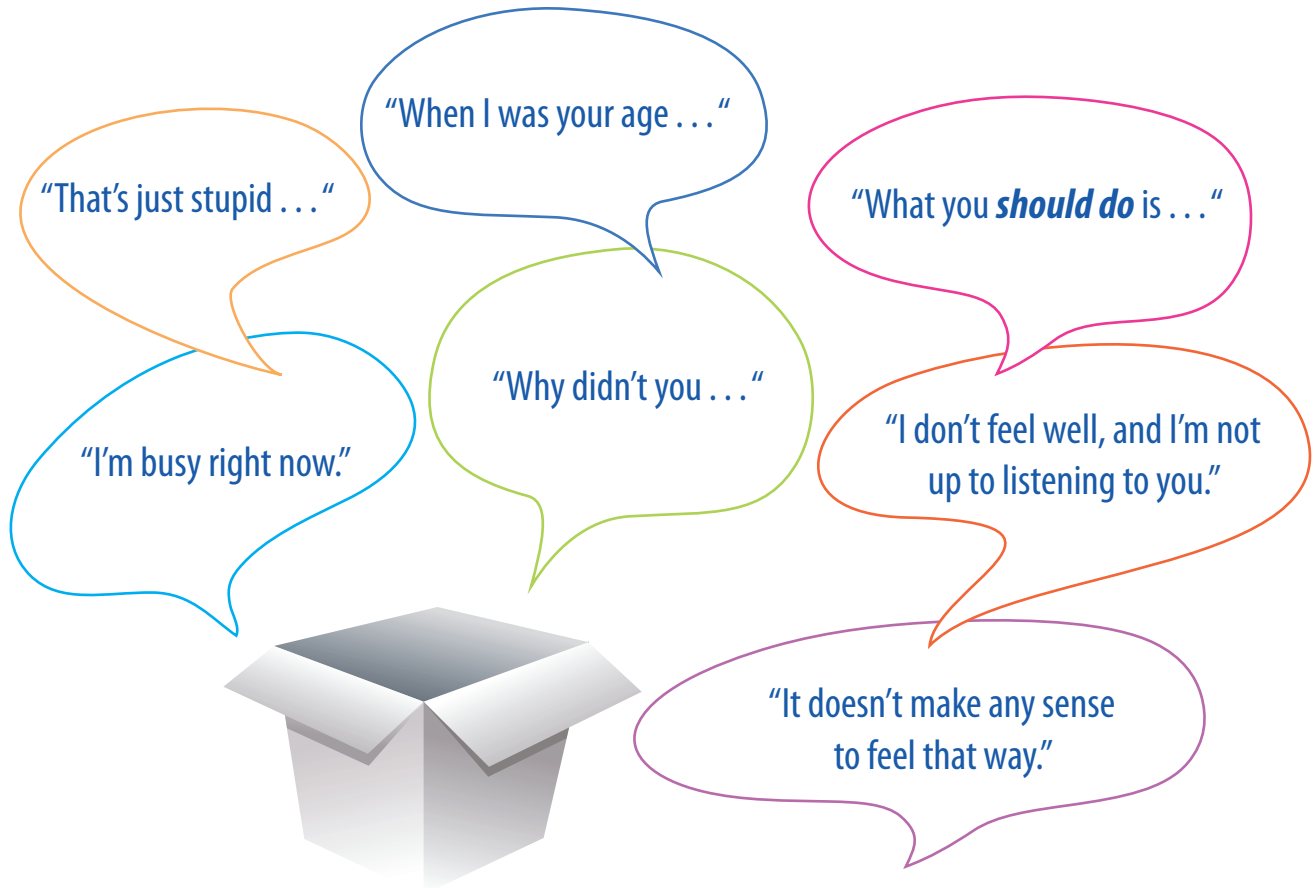 “When I was your age . . . “
“That’s just stupid . . . “
“What you should do is . . . “
“Why didn’t you . . . “
“I’m busy right now.”
“I don’t feel well, and I’m not
up to listening to you.”
“It doesn’t make any sense
to feel that way.”